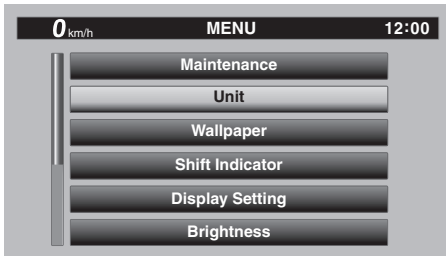 0 km/h MENU 12:00
Maintenance
Unit
Wallpaper
Shift Indicator
Display Setting
Brightness